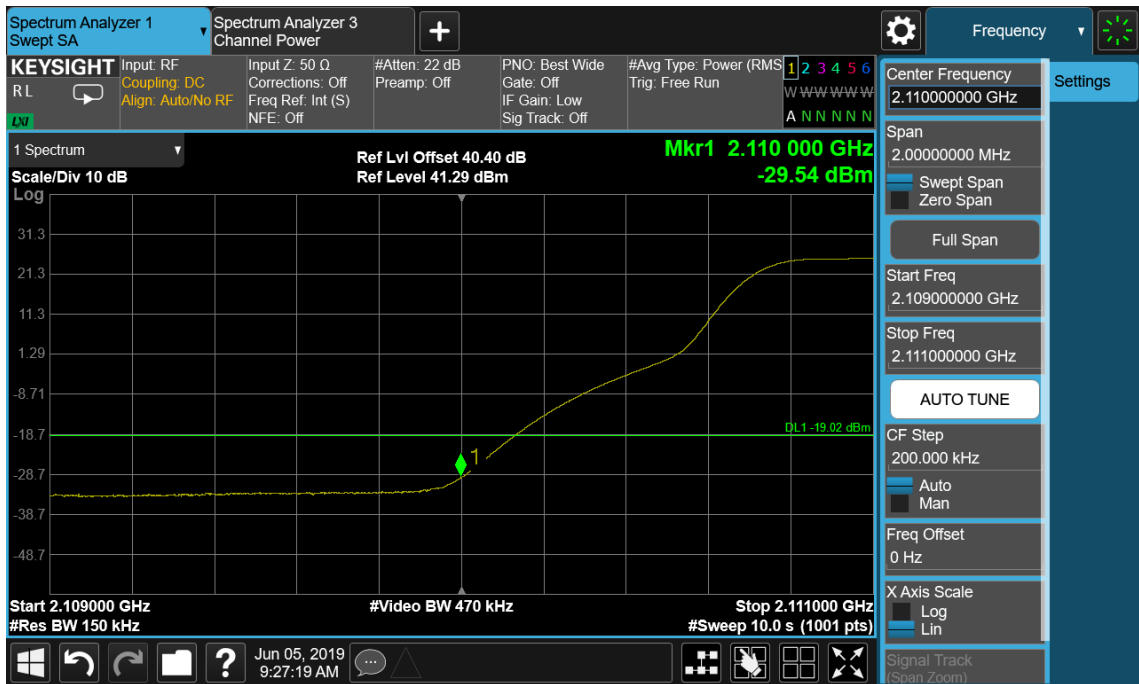 Spectrum Analyzer 1
Swept SA
Spectrum Analyzer 3
Channel Power
Frequency
KEYSIGHT
R L
LXI
Input: RF
Coupling: DC
Align: Auto/No RF
Input Z: 50 Ω
Corrections: Off
Freq Ref: Int (S)
NFE: Off
#Atten: 22 dB
Preamp: Off
PNO: Best Wide
Gate: Off
IF Gain: Low
Sig Track: Off
#Avg Type: Power (RMS
Trig: Free Run
1 2 3 4 5 6
W W W W W W
A N N N N N
1 Spectrum
Scale/Div 10 dB
Ref Lvl Offset 40.40 dB
Ref Level 41.29 dBm
Mkr1 2.110 000 GHz
-29.54 dBm
Log
31.3
21.3
11.3
1.29
-8.71
-18.7
-28.7
-38.7
-48.7
DL1 -19.02 dBm
1
Start 2.109000 GHz
#Res BW 150 kHz
#Video BW 470 kHz
Stop 2.111000 GHz
#Sweep 10.0 s (1001 pts)
Center Frequency
2.110000000 GHz
Settings
Span
2.00000000 MHz
Swept Span
Zero Span
Full Span
Start Freq
2.109000000 GHz
Stop Freq
2.111000000 GHz
AUTO TUNE
CF Step
200.000 kHz
Auto
Man
Freq Offset
0 Hz
X Axis Scale
Log
Lin
Signal Track
(Span Zoom)
?
Jun 05, 2019
9:27:19 AM